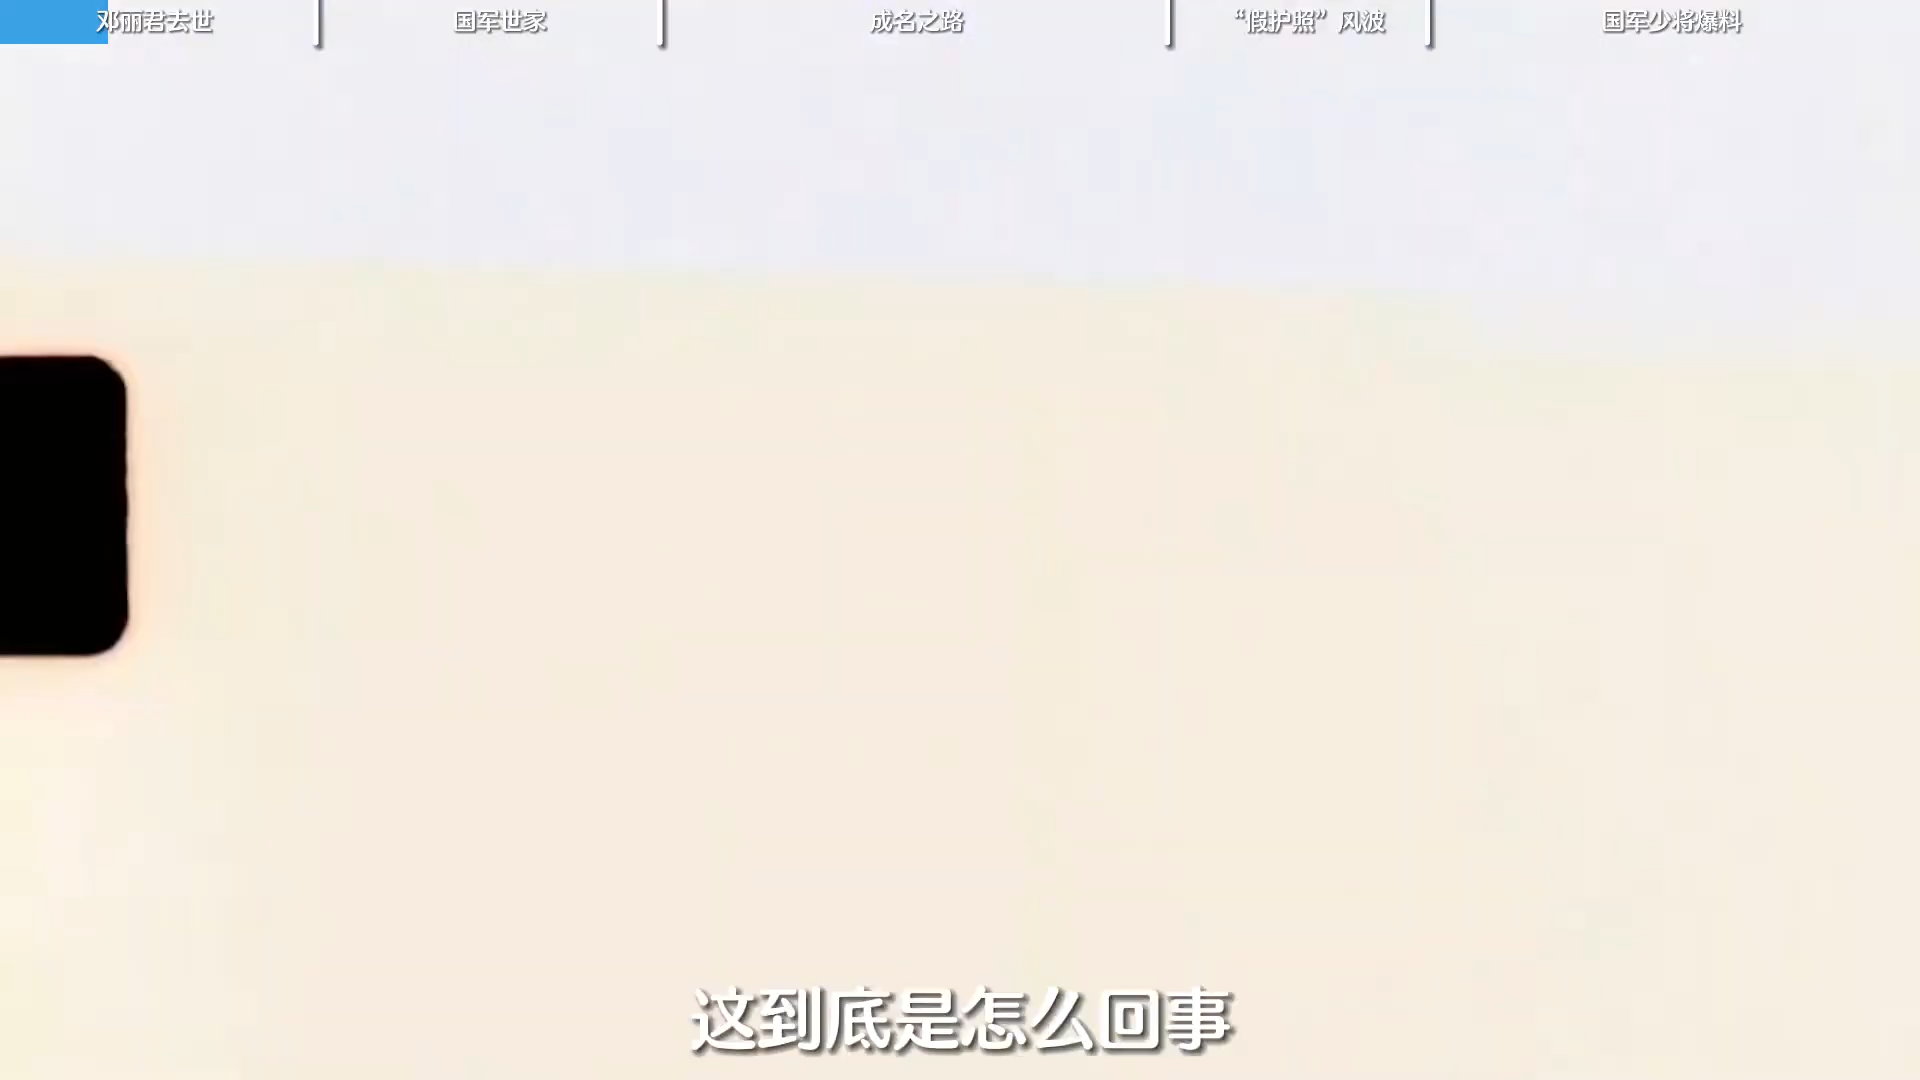 邓丽君去世
国军世家
成名之路
“假护照”风波
国军少将爆料
这到底是怎么回事